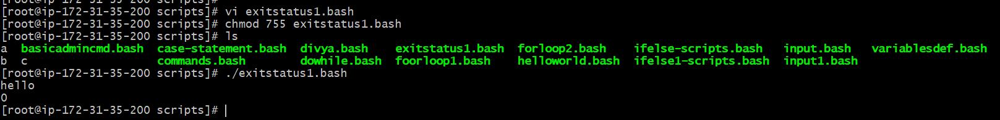 [root@ip-172-31-35-200 scripts]# vi exitstatus1.bash
[root@ip-172-31-35-200 scripts]# chmod 755 exitstatus1.bash
[root@ip-172-31-35-200 scripts]# ls
a  basicadmincmd.bash  case-statement.bash  divya.bash    exitstatus1.bash  forloop2.bash    ifelse-scripts.bash   input.bash   variablesdef.bash
b  c                   commands.bash        dowhile.bash  foorloop1.bash    helloworld.bash  ifelse1-scripts.bash  input1.bash
[root@ip-172-31-35-200 scripts]# ./exitstatus1.bash
hello
0
[root@ip-172-31-35-200 scripts]#